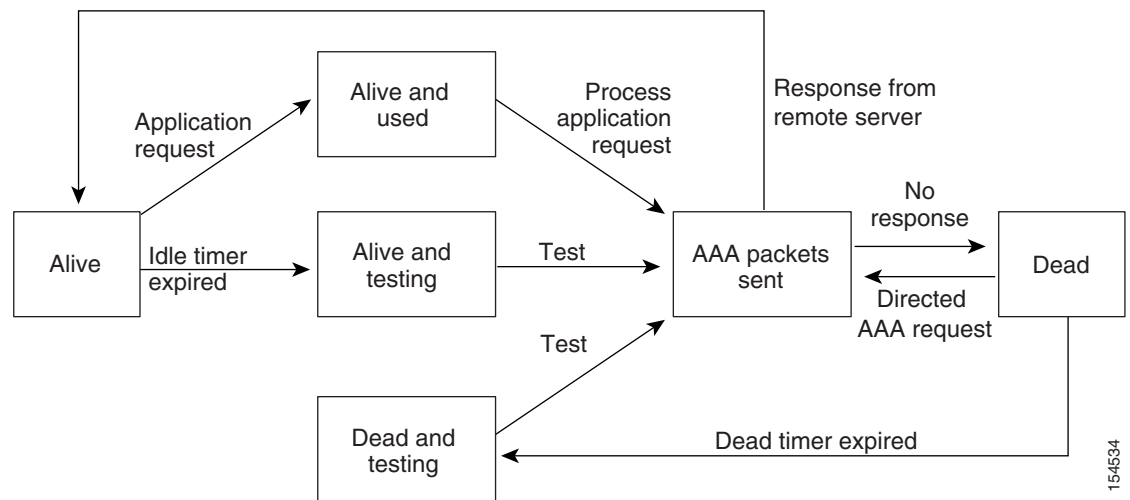 Alive and
used
Process
application
request
Response from
remote server
Application
request
No
response
Alive
Idle timer
expired
Alive and
testing
Test
AAA packets
sent
Dead
Directed
AAA request
Test
Dead and
testing
Dead timer expired
154534